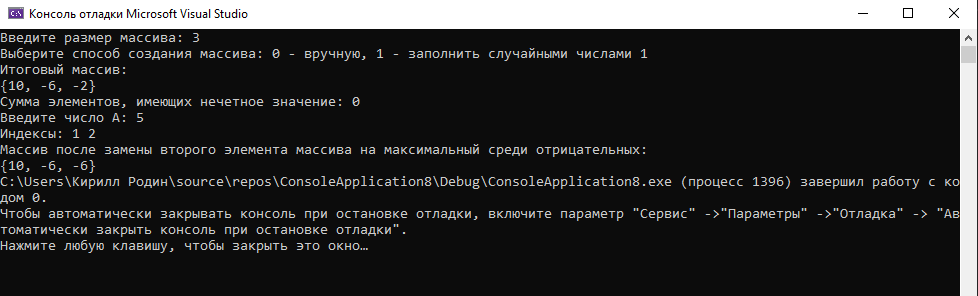 Консоль отладки Microsoft Visual Studio
Введите размер массива: 3
Выберите способ создания массива: 0 - вручную, 1 - заполнить случайными числами 1
Итоговый массив:
{10, -6, -2}
Сумма элементов, имеющих нечетное значение: 0
Введите число A: 5
Индексы: 1 2
Массив после замены второго элемента массива на максимальный среди отрицательных:
{10, -6, -6}
C:\Users\Кирилл Родин\source\repos\ConsoleApplication8\Debug\ConsoleApplication8.exe (процесс 1396) завершил работу с ко
дом 0.
Чтобы автоматически закрывать консоль при остановке отладки, включите параметр "Сервис" ->"Параметры" ->"Отладка" -> "Ав
томатически закрыть консоль при остановке отладки".
Нажмите любую клавишу, чтобы закрыть это окно…